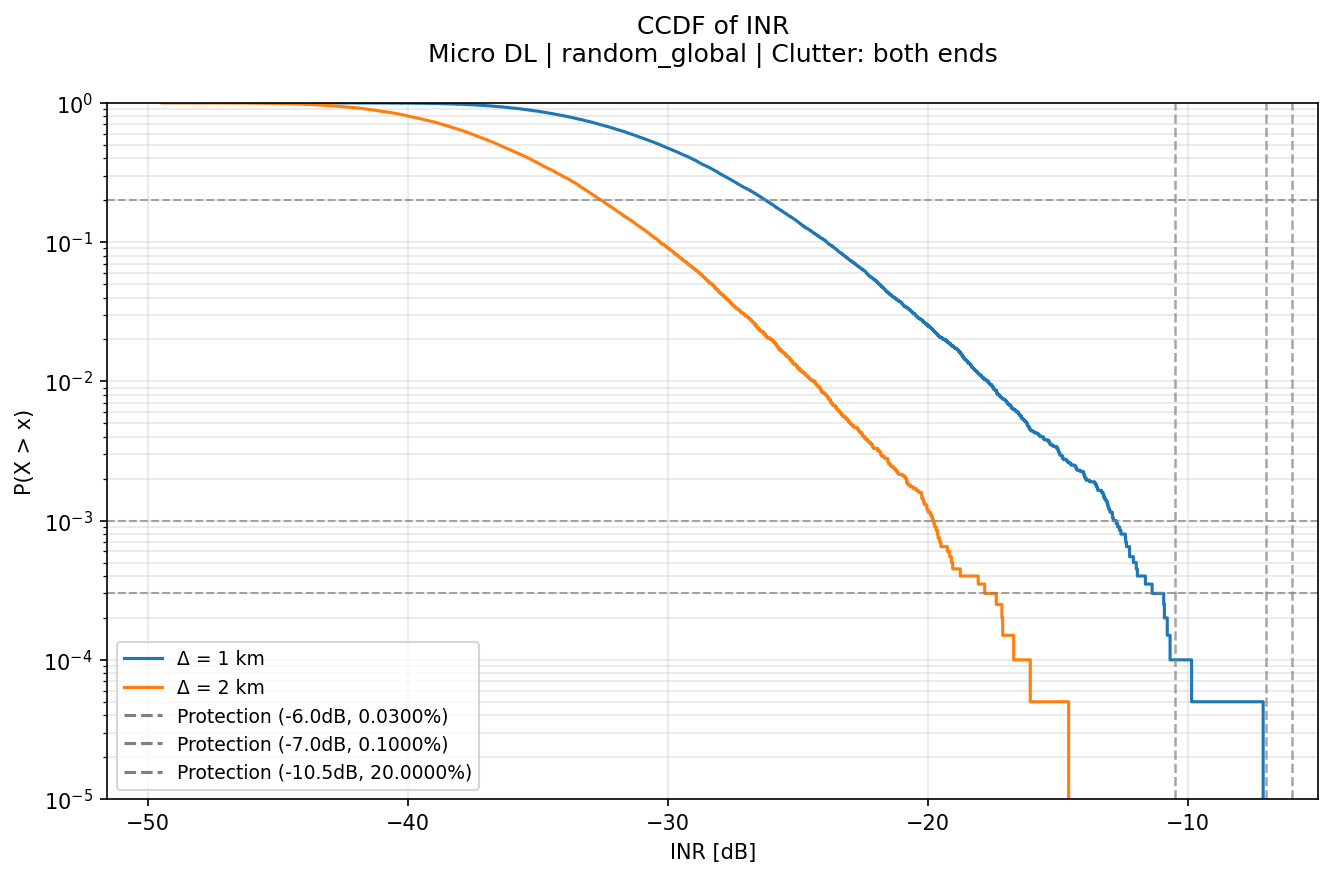 CCDF of INR
Micro DL | random_global | Clutter: both ends
10⁰
10⁻¹
10⁻²
10⁻³
10⁻⁴
10⁻⁵
P(X > x)
Δ = 1 km
Δ = 2 km
Protection (-6.0dB, 0.0300%)
Protection (-7.0dB, 0.1000%)
Protection (-10.5dB, 20.0000%)
−50 −40 −30 −20 −10
INR [dB]